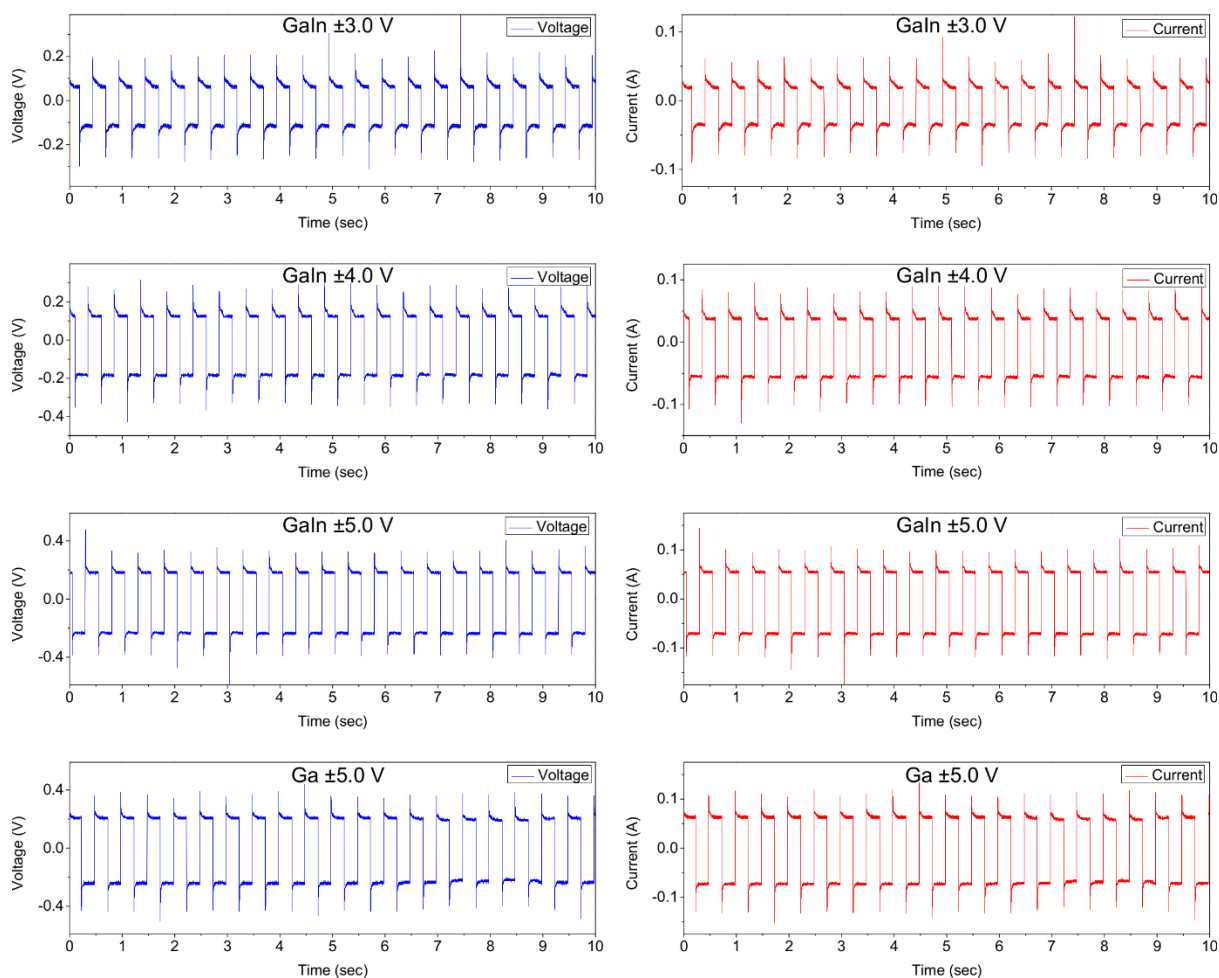 GaIn ±3.0 V
Voltage
0.2
0.0
-0.2
Voltage (V)
0 1 2 3 4 5 6 7 8 9 10
Time (sec)
GaIn ±3.0 V
Current
0.1
0.0
-0.1
Current (A)
0 1 2 3 4 5 6 7 8 9 10
Time (sec)
GaIn ±4.0 V
Voltage
0.2
0.0
-0.2
-0.4
Voltage (V)
0 1 2 3 4 5 6 7 8 9 10
Time (sec)
GaIn ±4.0 V
Current
0.1
0.0
-0.1
Current (A)
0 1 2 3 4 5 6 7 8 9 10
Time (sec)
GaIn ±5.0 V
Voltage
0.4
0.0
-0.4
Voltage (V)
0 1 2 3 4 5 6 7 8 9 10
Time (sec)
GaIn ±5.0 V
Current
0.1
0.0
-0.1
Current (A)
0 1 2 3 4 5 6 7 8 9 10
Time (sec)
Ga ±5.0 V
Voltage
0.4
0.0
-0.4
Voltage (V)
0 1 2 3 4 5 6 7 8 9 10
Time (sec)
Ga ±5.0 V
Current
0.1
0.0
-0.1
Current (A)
0 1 2 3 4 5 6 7 8 9 10
Time (sec)